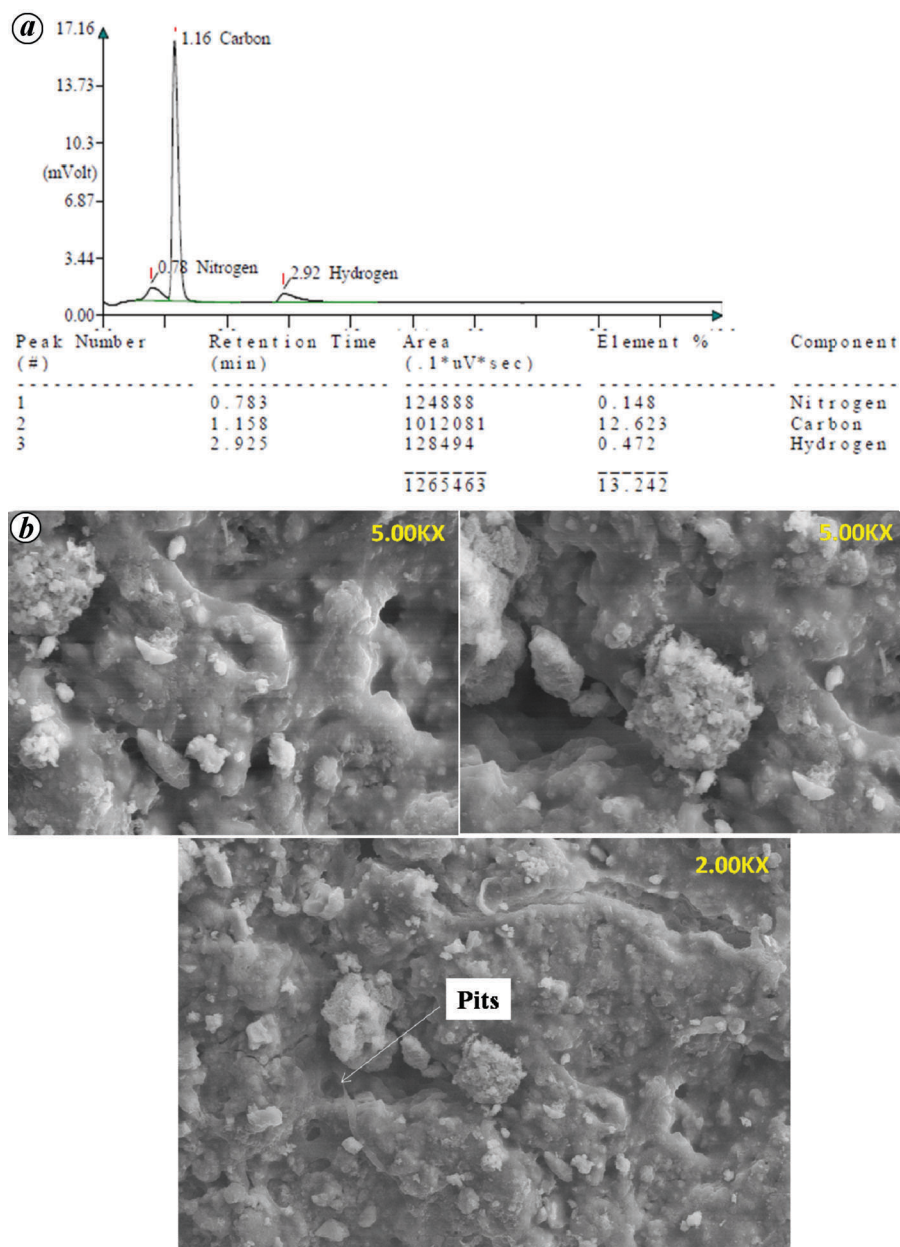 a
17.16
1.16 Carbon
13.73
10.3
(mVolt)
6.87
3.44
0.78 Nitrogen
2.92 Hydrogen
0.00
Peak Number Retention Time Area Element % Component
(#) (min) (.1*uV*sec)
1 0.783 124888 0.148 Nitrogen
2 1.158 1012081 12.623 Carbon
3 2.925 128494 0.472 Hydrogen
1265463 13.242
b
5.00KX
5.00KX
2.00KX
Pits